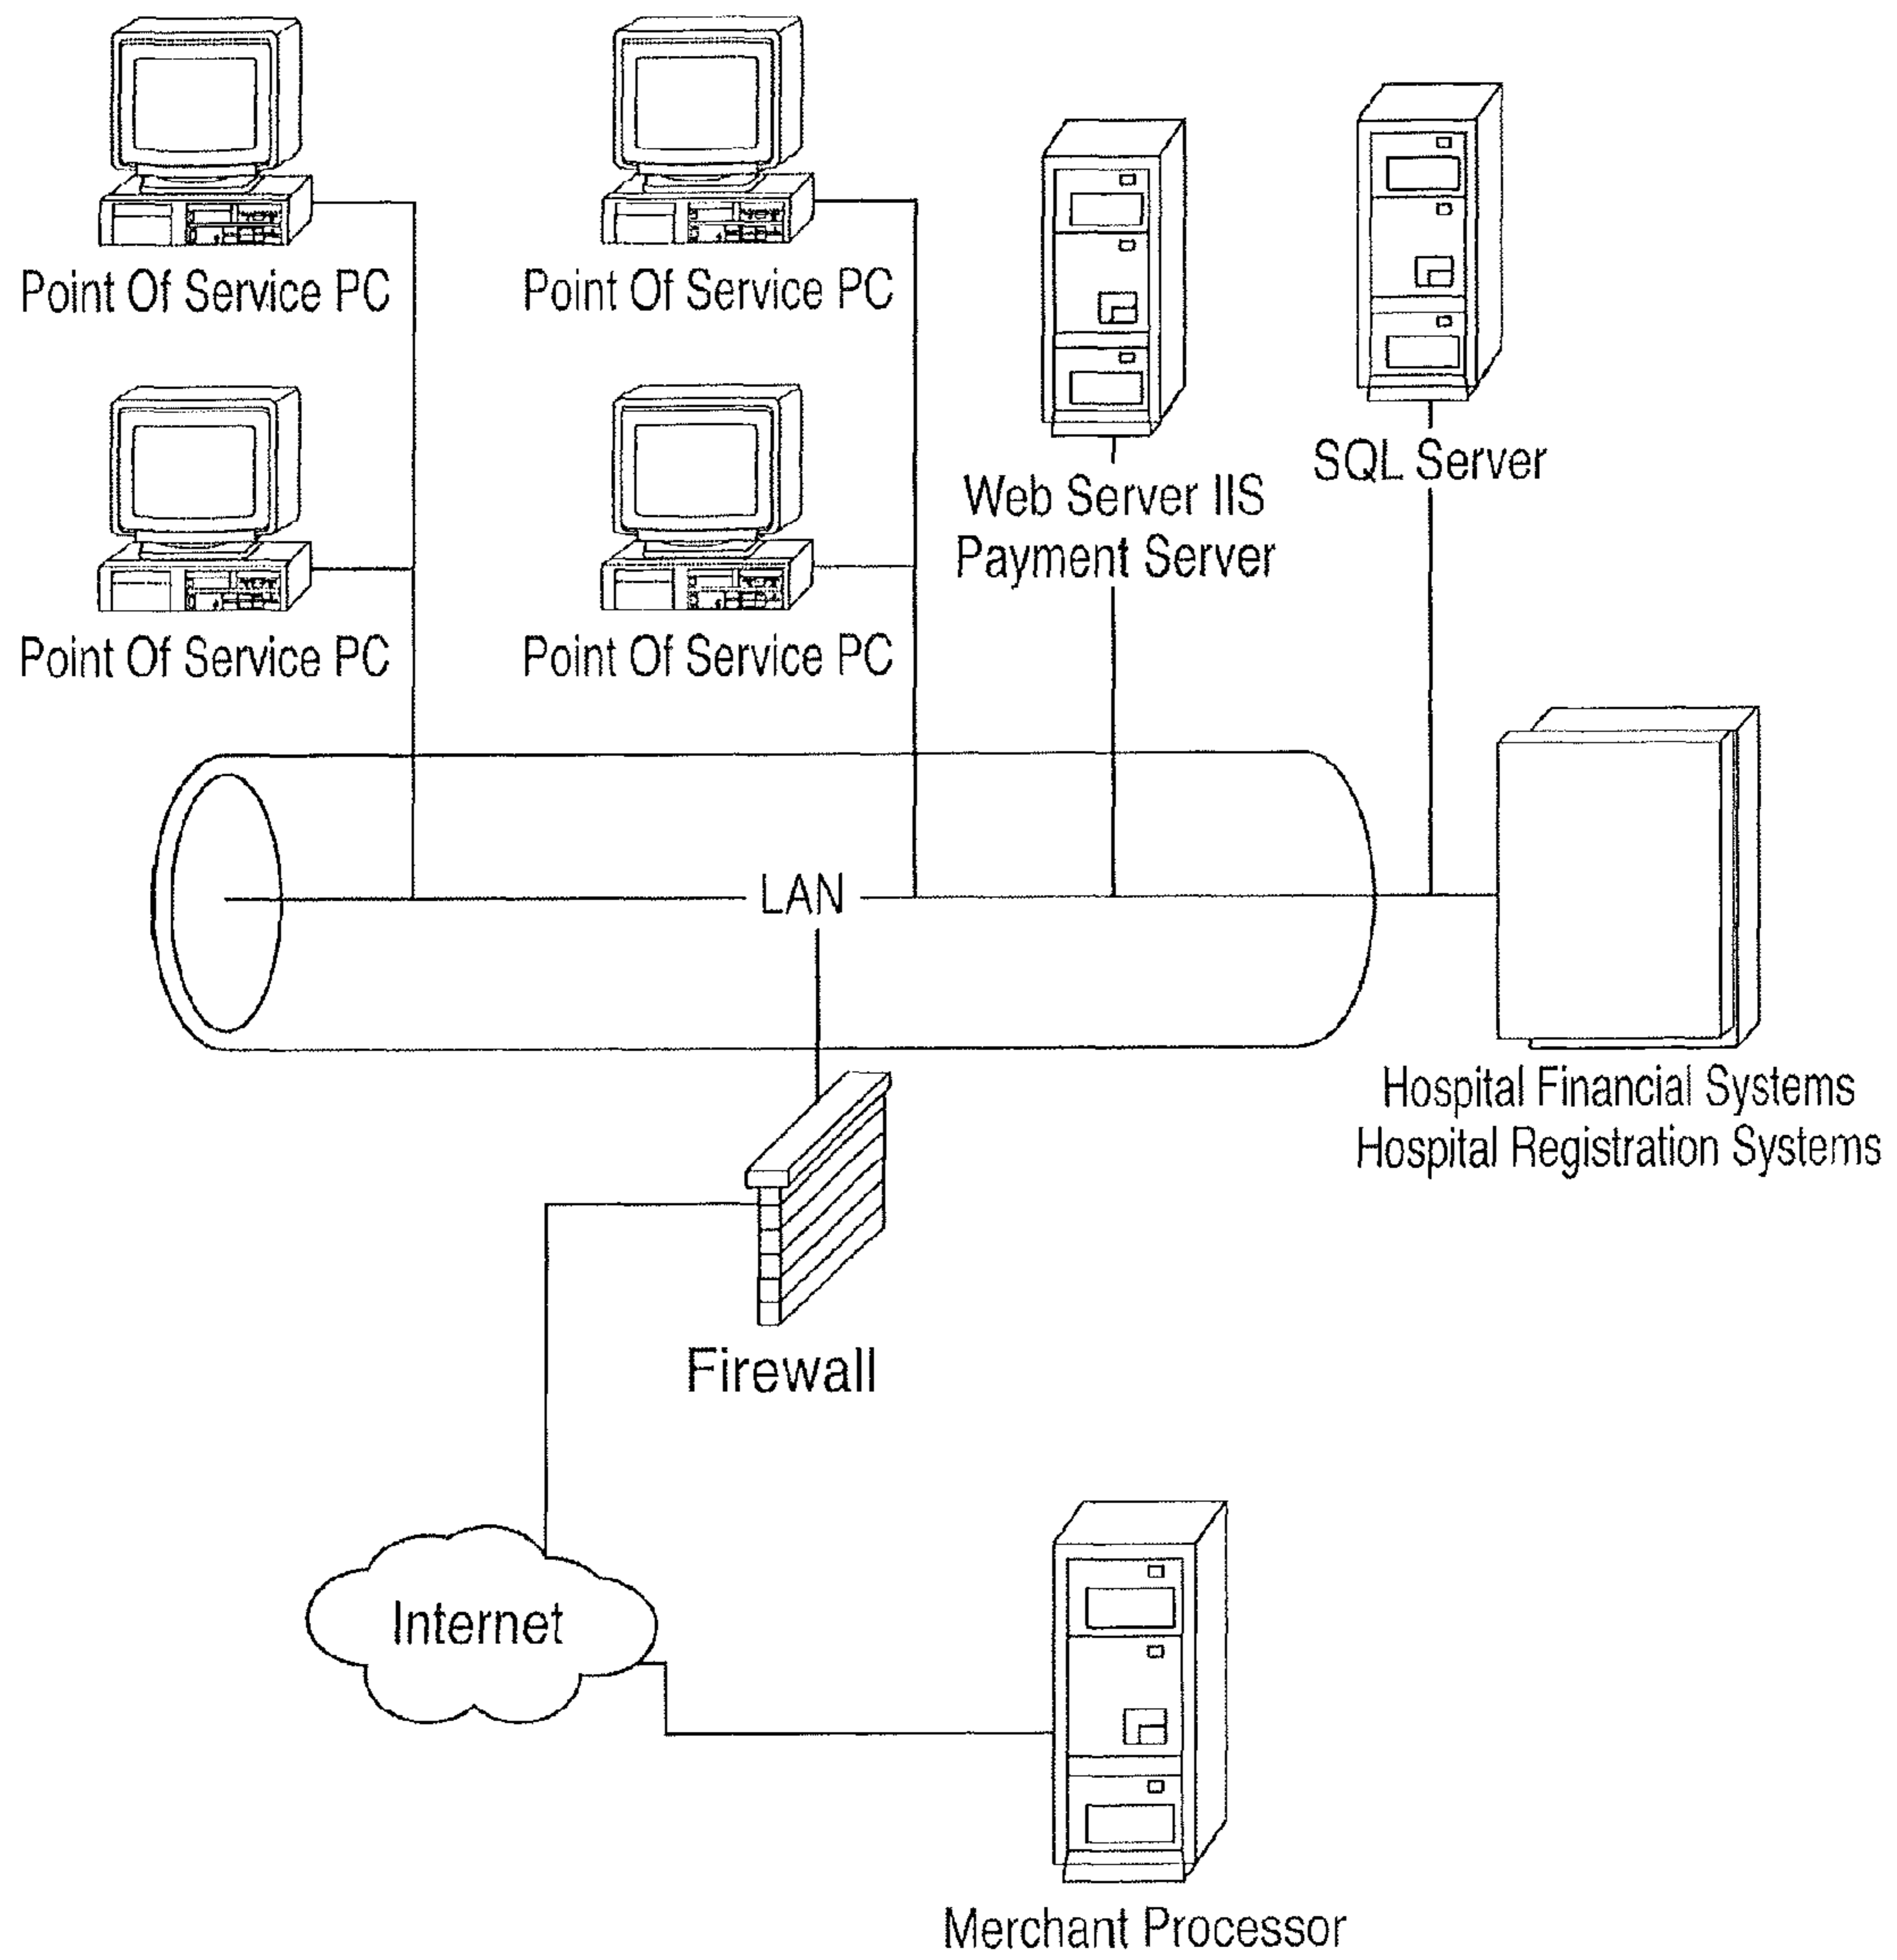 Point Of Service PC
Point Of Service PC
SQL Server
Web Server IIS
Payment Server
Point Of Service PC
Point Of Service PC
LAN
Hospital Financial Systems
Hospital Registration Systems
Firewall
Internet
Merchant Processor